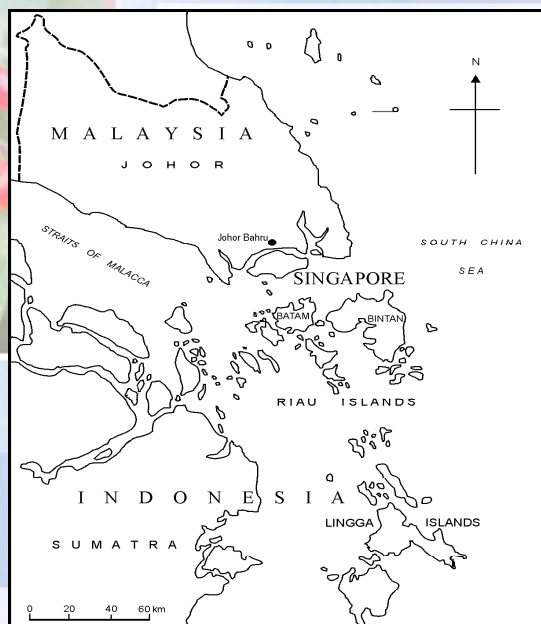 N
MALAYSIA
JOHOR
Johor Bahru
STRAITS OF MALACCA
SOUTH CHINA
SEA
SINGAPORE
BATAM
BINTAN
RIAU ISLANDS
INDONESIA
LINGGA ISLANDS
SUMATRA
0 20 40 60 km